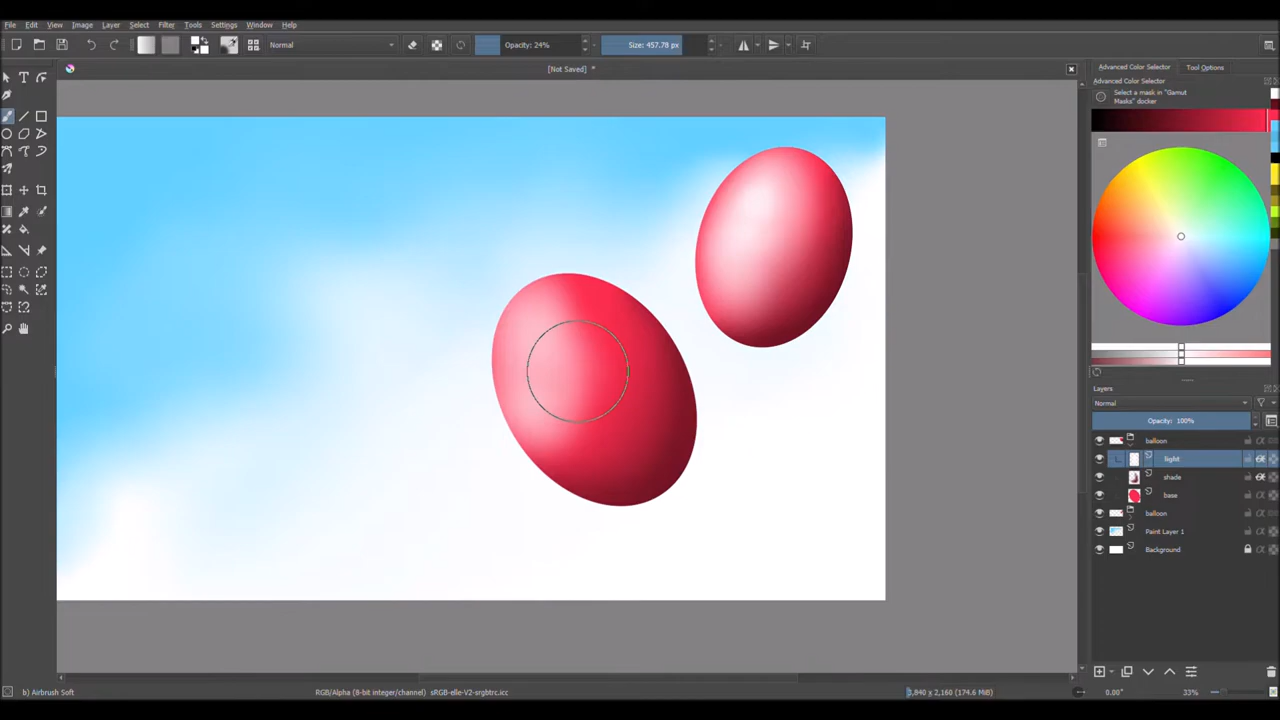 File Edit View Image Layer Select Filter Tools Settings Window Help
Normal Opacity: 24% Size: 457.78 px
[Not Saved] *
Advanced Color Selector Tool Options
Advanced Color Selector
Select a mask in "Gamut
Masks" docker
Layers
Normal
Opacity: 100%
balloon
light
shade
base
balloon
Paint Layer 1
Background
b) Airbrush Soft RGB/Alpha (8-bit integer/channel) sRGB-elle-V2-srgbtrc.icc 3,840 x 2,160 (174.6 MiB) 0.00° 33%